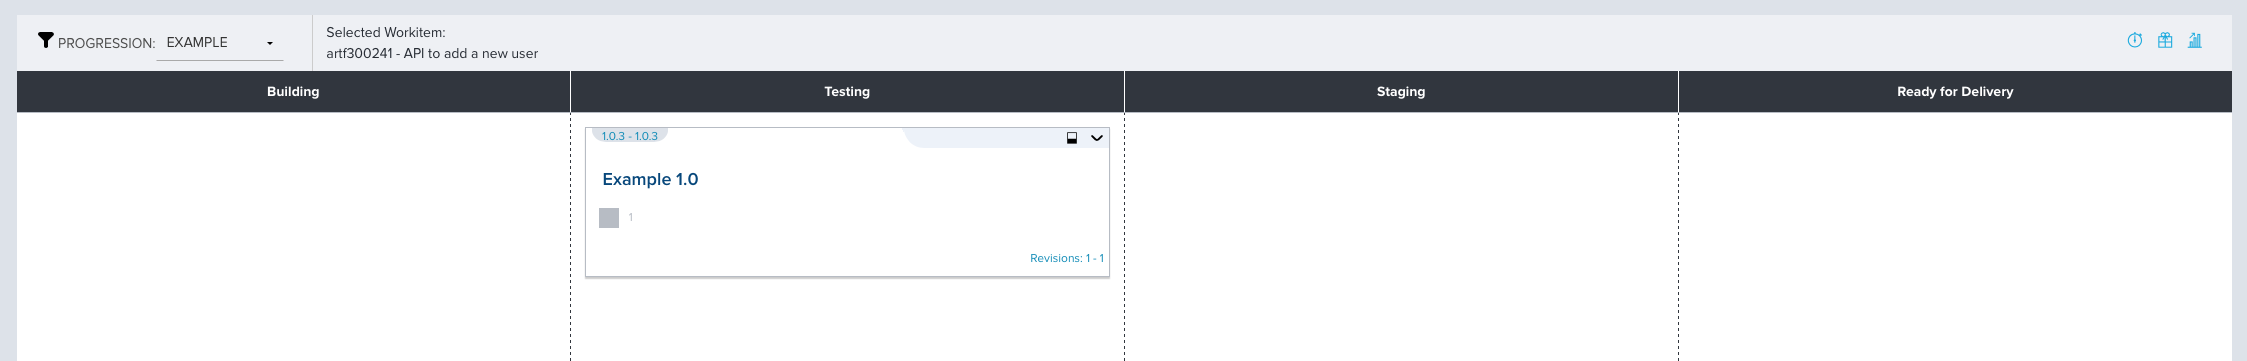 PROGRESSION: EXAMPLE
Selected Workitem:
artf300241 - API to add a new user
Building
Testing
Staging
Ready for Delivery
1.0.3 - 1.0.3
Example 1.0
1
Revisions: 1 - 1